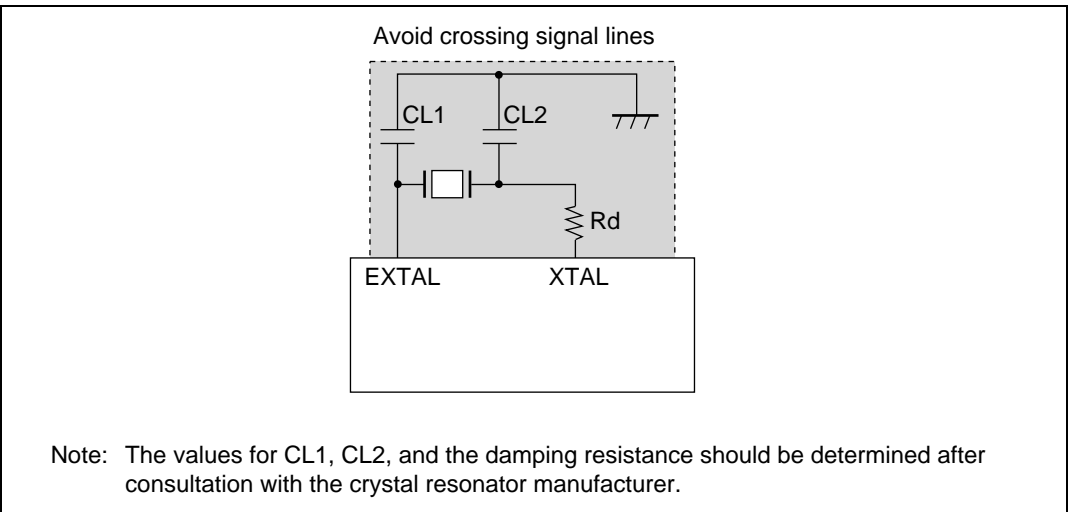 Avoid crossing signal lines
CL1 CL2
Rd
EXTAL XTAL
Note: The values for CL1, CL2, and the damping resistance should be determined after
consultation with the crystal resonator manufacturer.